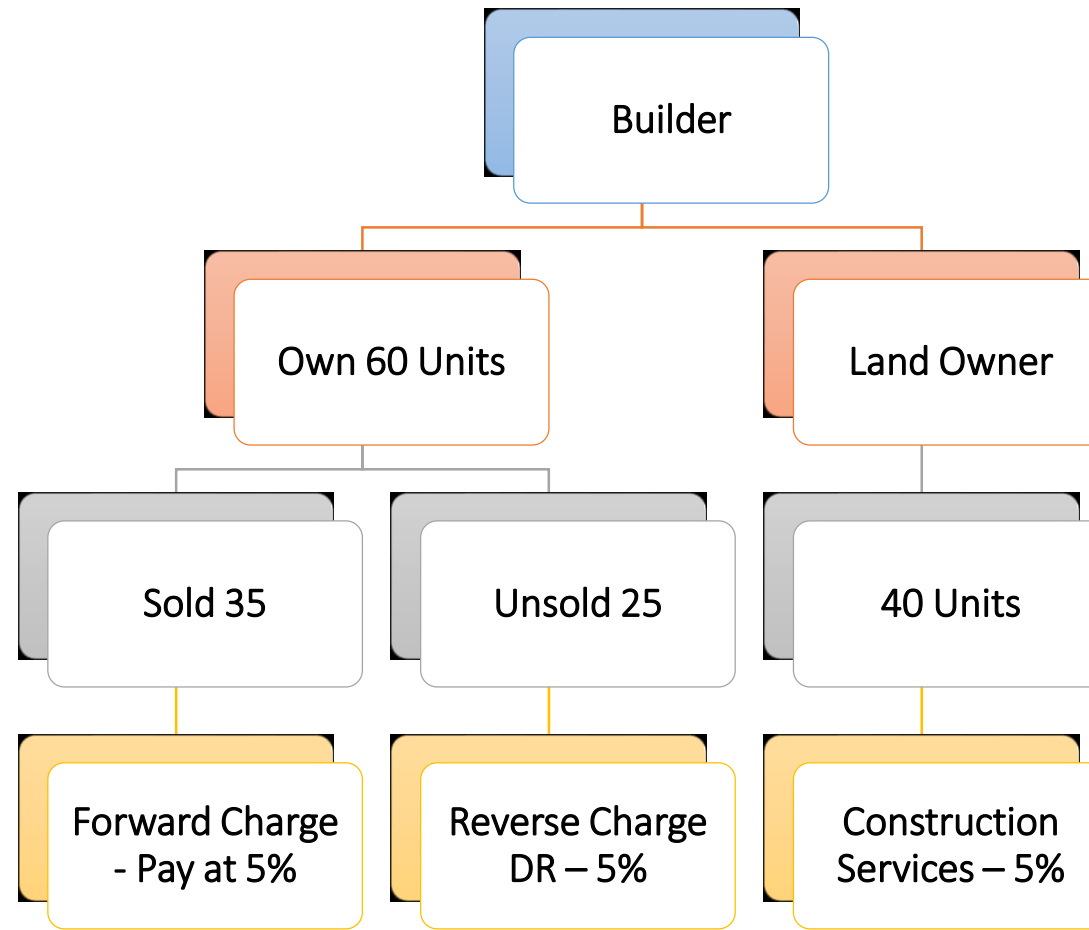 Builder
Own 60 Units
Land Owner
Sold 35
Unsold 25
40 Units
Forward Charge
- Pay at 5%
Reverse Charge
DR – 5%
Construction
Services – 5%